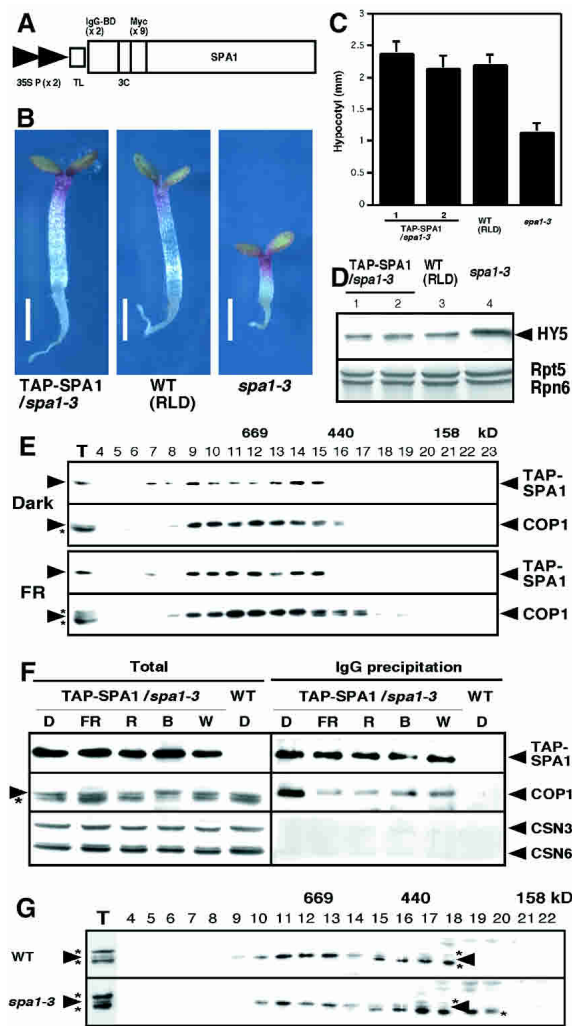 A
IgG-BD (x 2)
Myc (x 9)
SPA1
35S P (x 2)
TL
3C
B
TAP-SPA1 /spa1-3
WT (RLD)
spa1-3
C
Hypocotyl (mm)
3
2.5
2
1.5
1
0.5
0
1 2
TAP-SPA1 /spa1-3
WT (RLD)
spa1-3
D
TAP-SPA1 /spa1-3
WT (RLD)
spa1-3
1 2 3 4
HY5
Rpt5
Rpn6
E
669 440 158 kD
T 4 5 6 7 8 9 10 11 12 13 14 15 16 17 18 19 20 21 22 23
Dark
TAP-SPA1
*
COP1
FR
TAP-SPA1
*
*
COP1
F
Total
IgG precipitation
TAP-SPA1 /spa1-3 WT
TAP-SPA1 /spa1-3 WT
D FR R B W D
D FR R B W D
TAP-SPA1
*
COP1
CSN3
CSN6
G
669 440 158 kD
T 4 5 6 7 8 9 10 11 12 13 14 15 16 17 18 19 20 21 22
WT
*
*
*
*
spa1-3
*
*
*
*